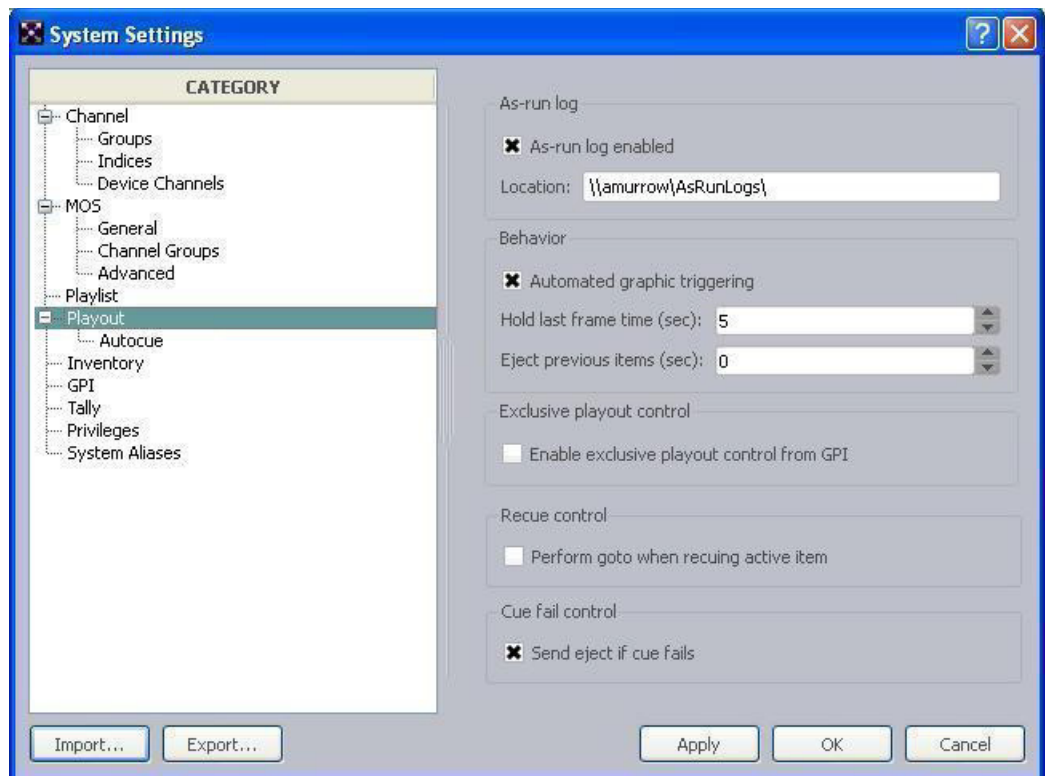 System Settings
CATEGORY
Channel
Groups
Indices
Device Channels
MOS
General
Channel Groups
Advanced
Playlist
Playout
Autocue
Inventory
GPI
Tally
Privileges
System Aliases
As-run log
As-run log enabled
Location: \\amurrow\AsRunLogs\
Behavior
Automated graphic triggering
Hold last frame time (sec): 5
Eject previous items (sec): 0
Exclusive playout control
Enable exclusive playout control from GPI
Recue control
Perform goto when recuing active item
Cue fail control
Send eject if cue fails
Import... Export... Apply OK Cancel